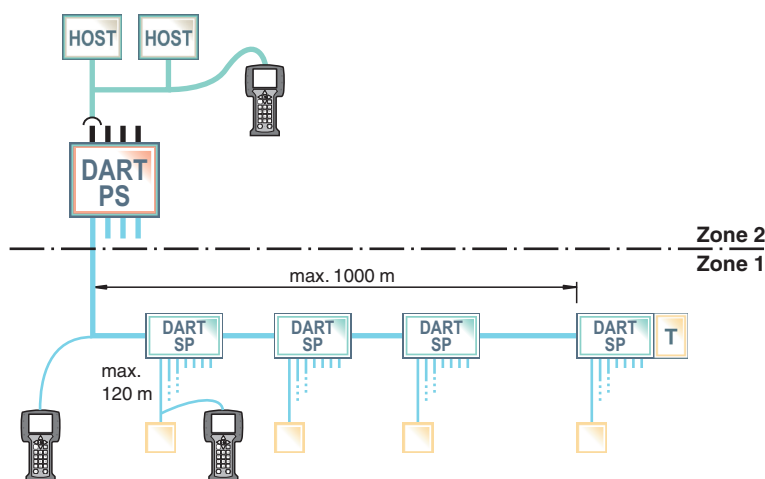 HOST
HOST
DART
PS
Zone 2
Zone 1
max. 1000 m
DART
SP
DART
SP
DART
SP
DART
SP
T
max.
120 m